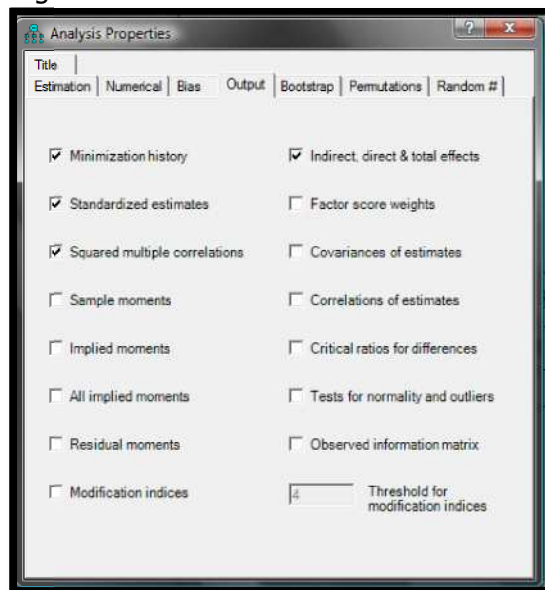 Analysis Properties
Title
Estimation Numerical Bias Output Bootstrap Permutations Random #
Minimization history
Indirect, direct & total effects
Standardized estimates
Factor score weights
Squared multiple correlations
Covariances of estimates
Sample moments
Correlations of estimates
Implied moments
Critical ratios for differences
All implied moments
Tests for normality and outliers
Residual moments
Observed information matrix
Modification indices
4
Threshold for
modification indices